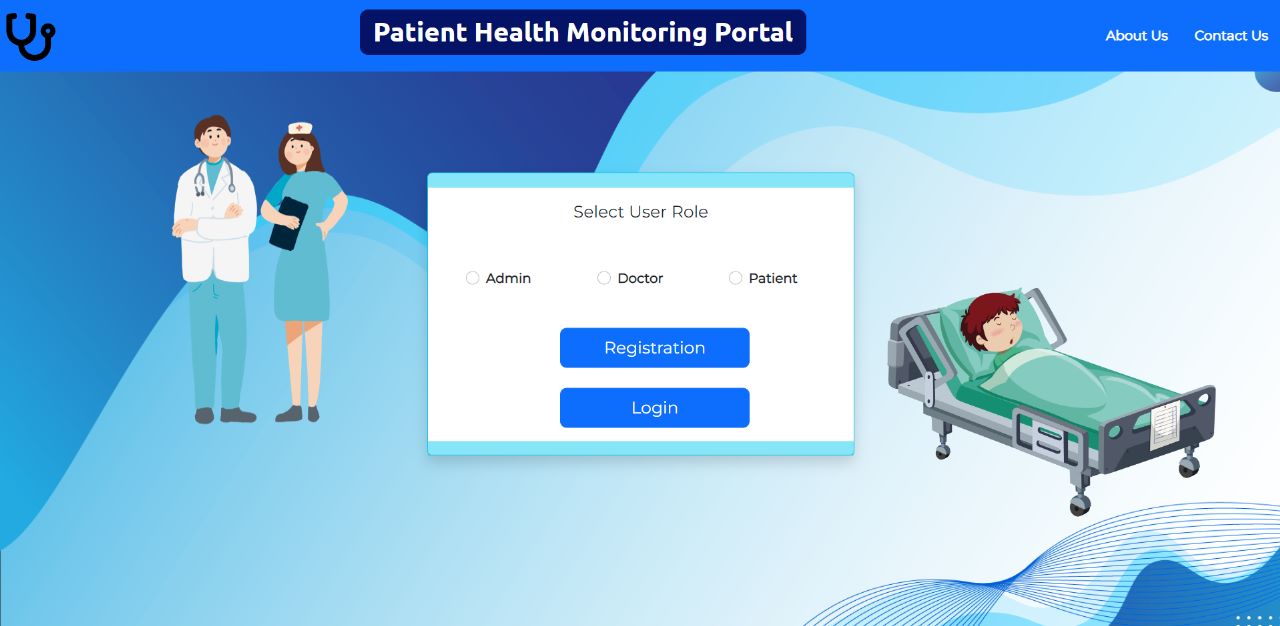 Patient Health Monitoring Portal
About Us Contact Us
Select User Role
Admin Doctor Patient
Registration
Login